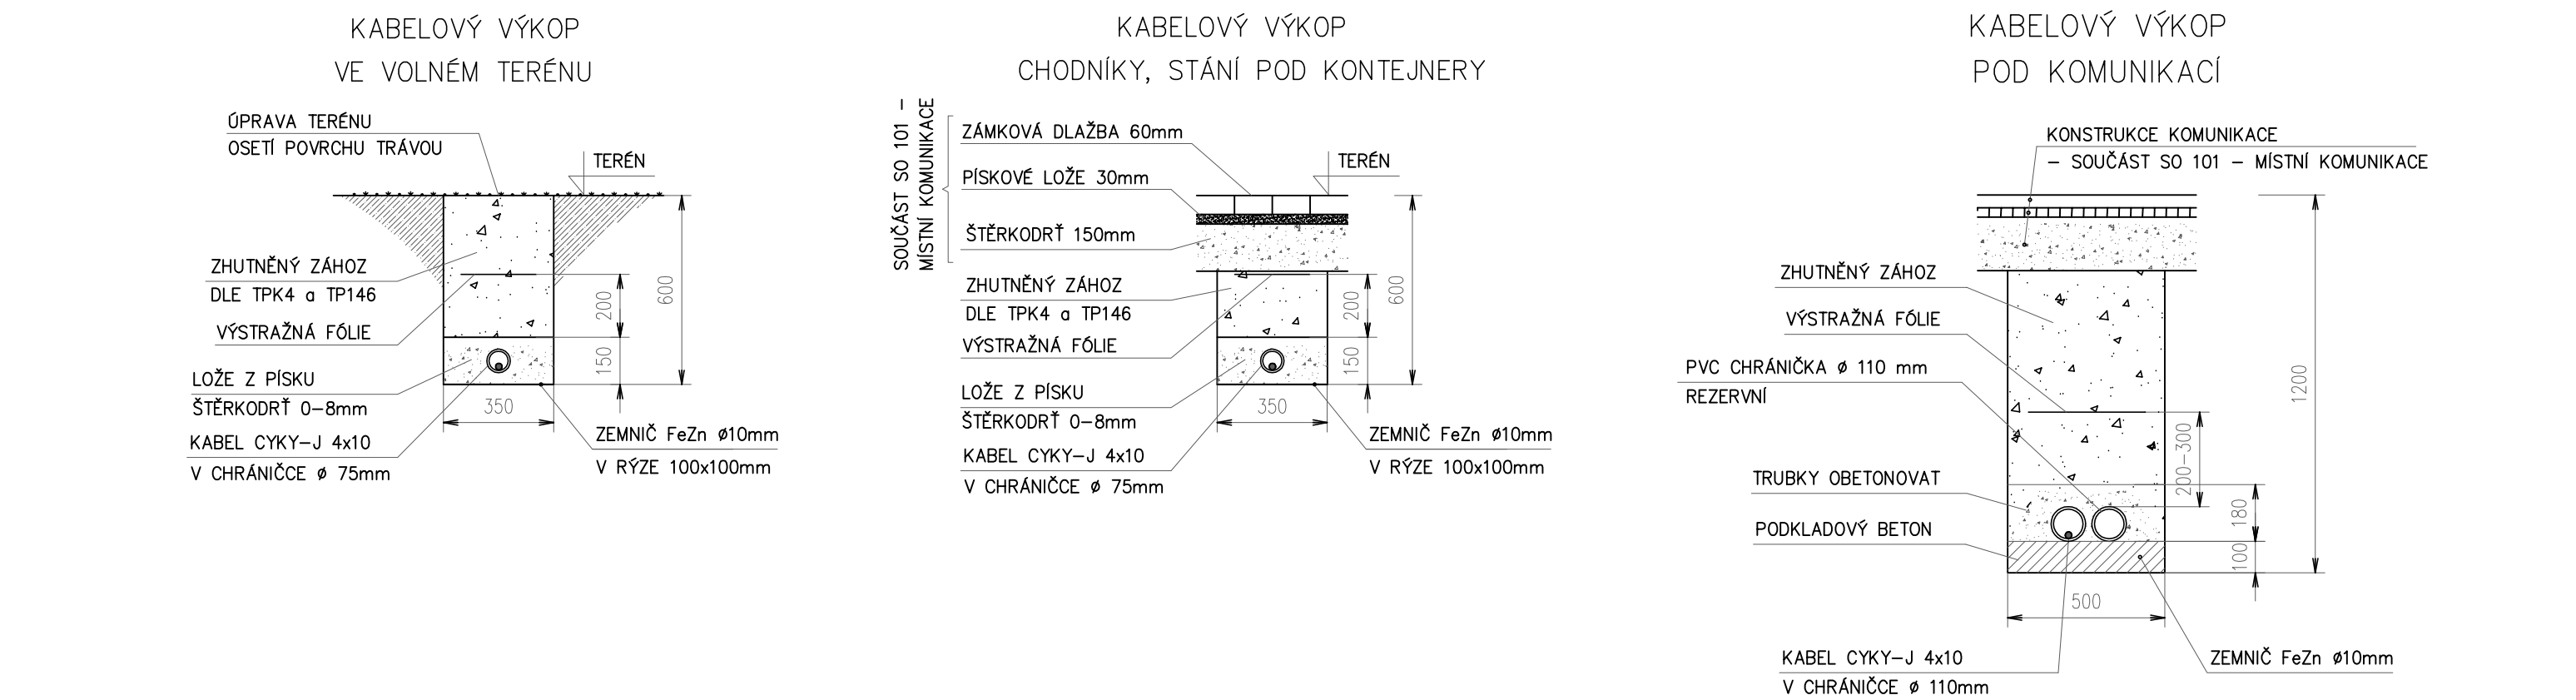 KABELOVÝ VÝKOP
VE VOLNÉM TERÉNU
ÚPRAVA TERÉNU
OSETÍ POVRCHU TRÁVOU
TERÉN
ZHUTNĚNÝ ZÁHOZ
DLE TPK4 a TP146
VÝSTRAŽNÁ FÓLIE
LOŽE Z PÍSKU
ŠTĚRKODRŤ 0-8mm
KABEL CYKY-J 4x10
V CHRÁNIČCE ø 75mm
ZEMNIČ FeZn ø10mm
V RÝZE 100x100mm
350
150
200
600
KABELOVÝ VÝKOP
CHODNÍKY, STÁNÍ POD KONTEJNERY
SOUČÁST SO 101 -
MÍSTNÍ KOMUNIKACE
ZÁMKOVÁ DLAŽBA 60mm
PÍSKOVÉ LOŽE 30mm
ŠTĚRKODRŤ 150mm
TERÉN
ZHUTNĚNÝ ZÁHOZ
DLE TPK4 a TP146
VÝSTRAŽNÁ FÓLIE
LOŽE Z PÍSKU
ŠTĚRKODRŤ 0-8mm
KABEL CYKY-J 4x10
V CHRÁNIČCE ø 75mm
ZEMNIČ FeZn ø10mm
V RÝZE 100x100mm
350
150
200
600
KABELOVÝ VÝKOP
POD KOMUNIKACÍ
KONSTRUKCE KOMUNIKACE
- SOUČÁST SO 101 - MÍSTNÍ KOMUNIKACE
ZHUTNĚNÝ ZÁHOZ
VÝSTRAŽNÁ FÓLIE
PVC CHRÁNIČKA ø 110 mm
REZERVNÍ
TRUBKY OBETONOVAT
PODKLADOVÝ BETON
KABEL CYKY-J 4x10
V CHRÁNIČCE ø 110mm
ZEMNIČ FeZn ø10mm
500
200-300
180
100
1200